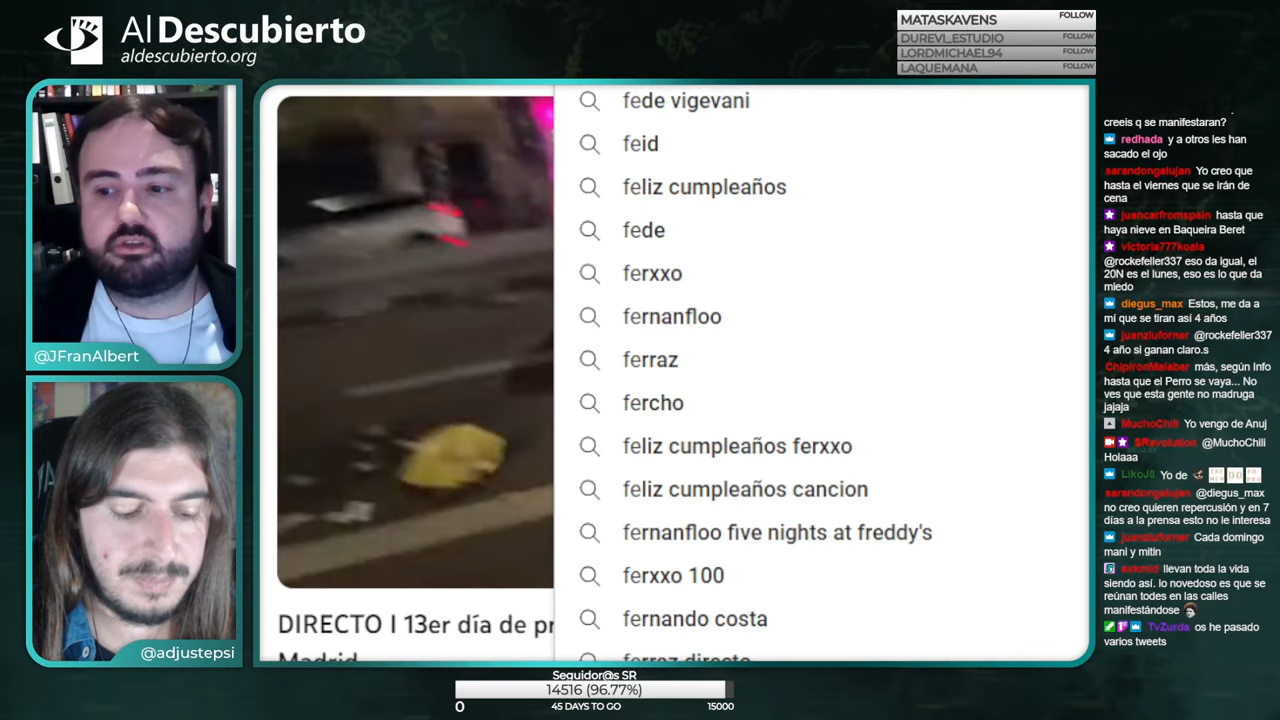 Al Descubierto
aldescubierto.org
MATASKAVENS FOLLOW
DUREVI_ESTUDIO FOLLOW
LORDMICHAEL94 FOLLOW
LAQUEMANA FOLLOW
@JFranAlbert
@adjustepsi
fede vigevani
feid
feliz cumpleaños
fede
ferxxo
fernanfloo
ferraz
fercho
feliz cumpleaños ferxxo
feliz cumpleaños cancion
fernanfloo five nights at freddy's
ferxxo 100
fernando costa
ferraz directo
DIRECTO I 13er día de pr
Madrid
creeis q se manifestaran?
redhada y a otros les han
sacado el ojo
sarandongalujan Yo creo que
hasta el viernes que se irán de
cena
juancarfromspain hasta que
haya nieve en Baqueira Beret
victoria777koala
@rockefeller337 eso da igual, el
20N es el lunes, eso es lo que da
miedo
diegus_max Estos, me da a
mí que se tiran así 4 años
juanziuforner @rockefeller337
4 año si ganan claro.s
ChipironMalabar más, según Info
hasta que el Perro se vaya... No
ves que esta gente no madruga
jajaja
MuchoChili Yo vengo de Anuj
SRevolution @MuchoChili
Holaaa
LikoJ8 Yo de
sarandongalujan @diegus_max
no creo quieren repercusión y en 7
días a la prensa esto no le interesa
juanziuforner Cada domingo
mani y mitin
llevan toda la vida
siendo así. lo novedoso es que se
reúnan todes en las calles
manifestándose
TvZurda os he pasado
varios tweets
Seguidor@s SR
14516 (96.77%)
0 45 DAYS TO GO 15000